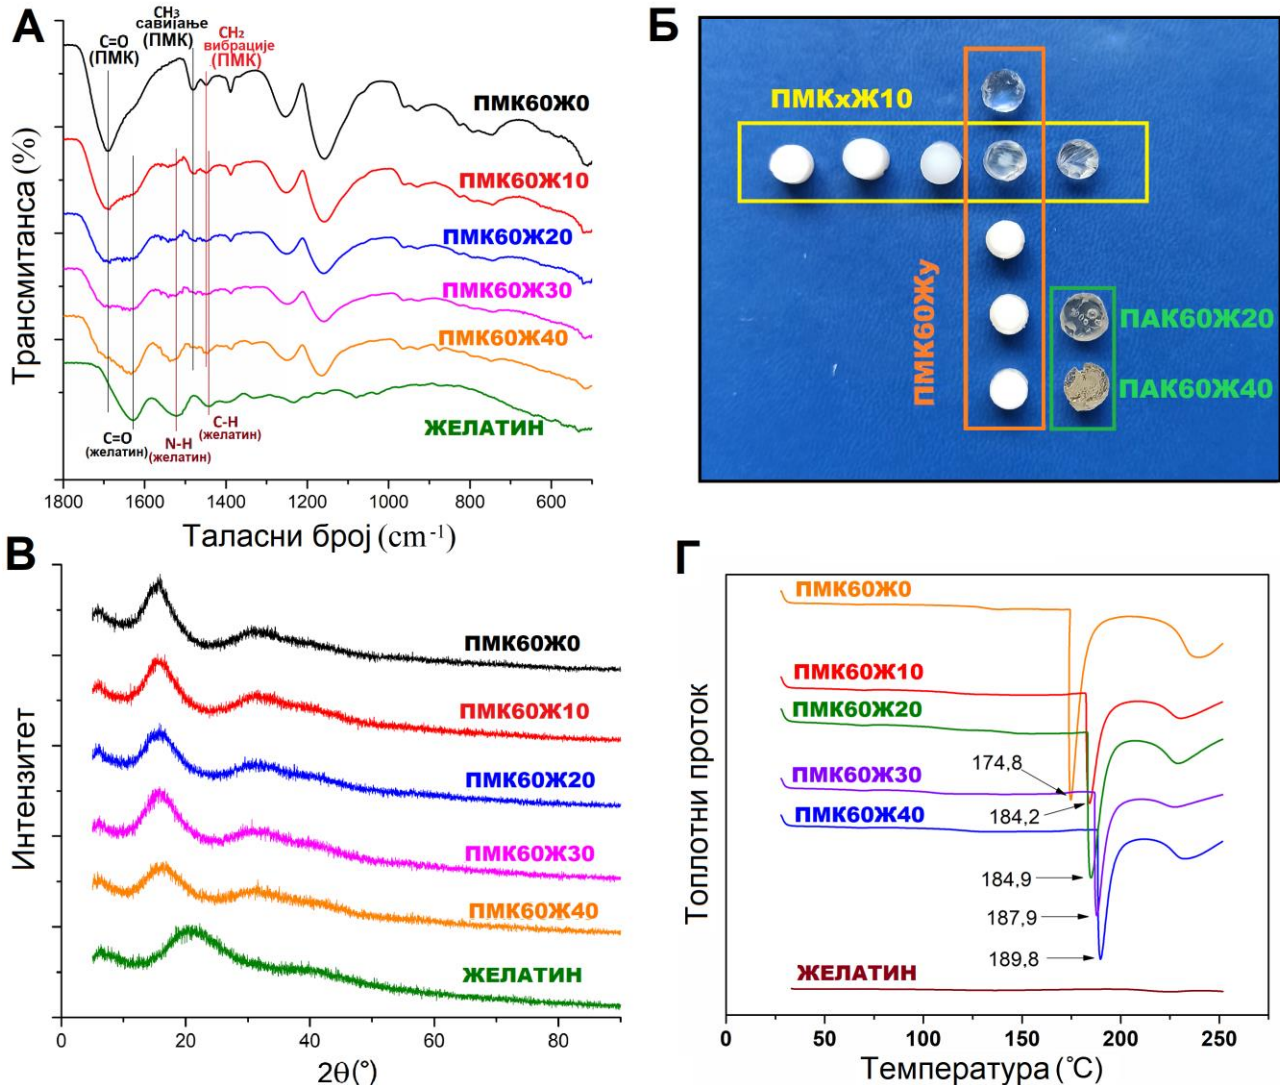 А
C=O
(ПМК)
CH₃
савијање
(ПМК)
CH₂
вибрације
(ПМК)
ПМК60Ж0
ПМК60Ж10
ПМК60Ж20
ПМК60Ж30
ПМК60Ж40
ЖЕЛАТИН
C=O
(желатин)
N-H
(желатин)
C-H
(желатин)
Трансмитанса (%)
1800 1600 1400 1200 1000 800 600
Таласни број (cm⁻¹)
Б
ПМКхЖ10
ПМК60Жу
ПАК60Ж20
ПАК60Ж40
В
ПМК60Ж0
ПМК60Ж10
ПМК60Ж20
ПМК60Ж30
ПМК60Ж40
ЖЕЛАТИН
Интензитет
0 20 40 60 80
2θ(°)
Г
ПМК60Ж0
ПМК60Ж10
ПМК60Ж20
ПМК60Ж30
ПМК60Ж40
174,8
184,2
184,9
187,9
189,8
ЖЕЛАТИН
Топлотни проток
0 50 100 150 200 250
Температура (°C)